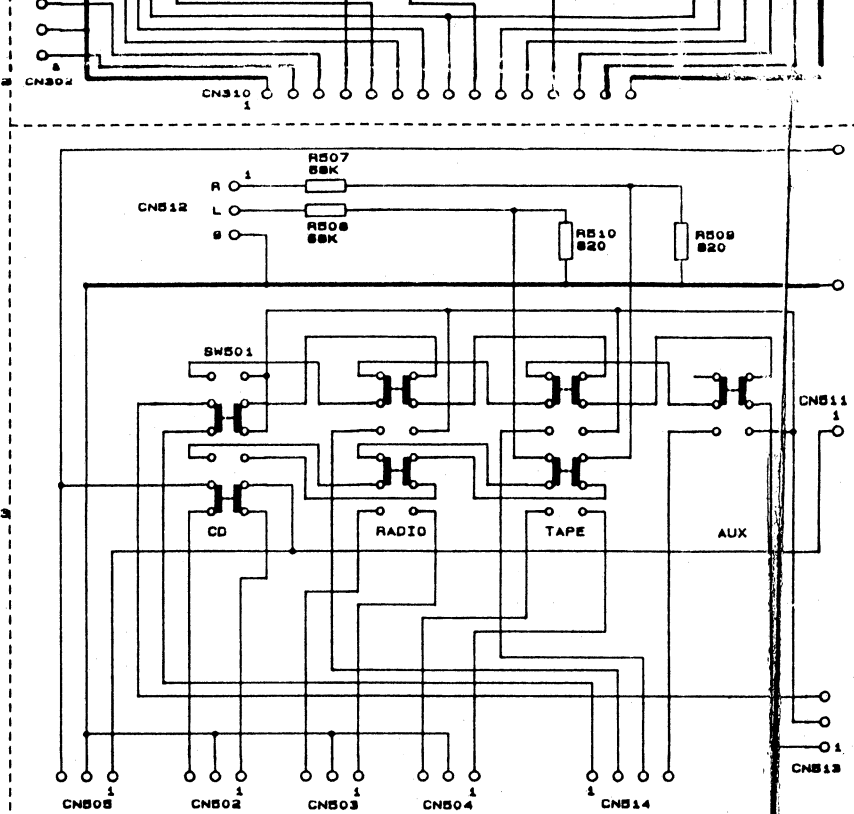 CN302
CN310
1
R507
68K
R 1
CN512 L
R508
68K
S
R510
820
R509
820
SW501
CN511
1
CD
RADIO
TAPE
AUX
1
CN513
1
1
1
1
CN505
CN502
CN503
CN504
CN514